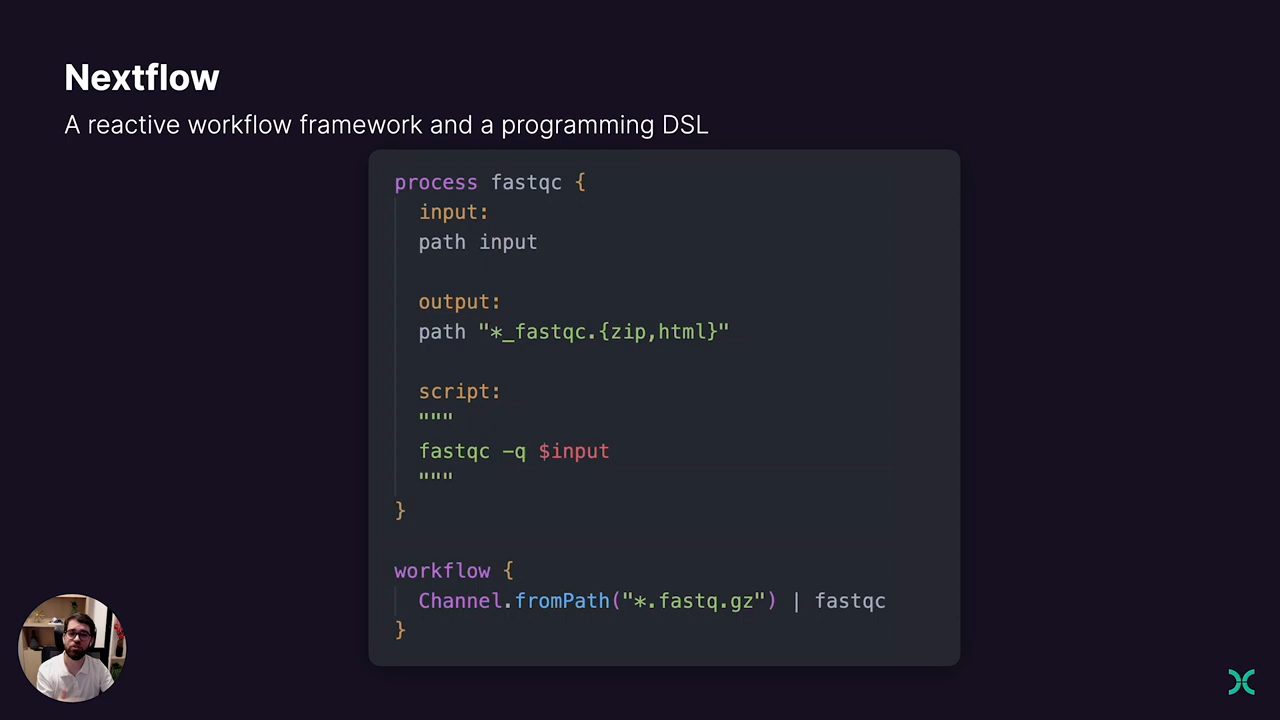 Nextflow
A reactive workflow framework and a programming DSL
process fastqc {
input:
path input
output:
path "*_fastqc.{zip,html}"
script:
"""
fastqc -q $input
"""
}
workflow {
Channel.fromPath("*.fastq.gz") | fastqc
}